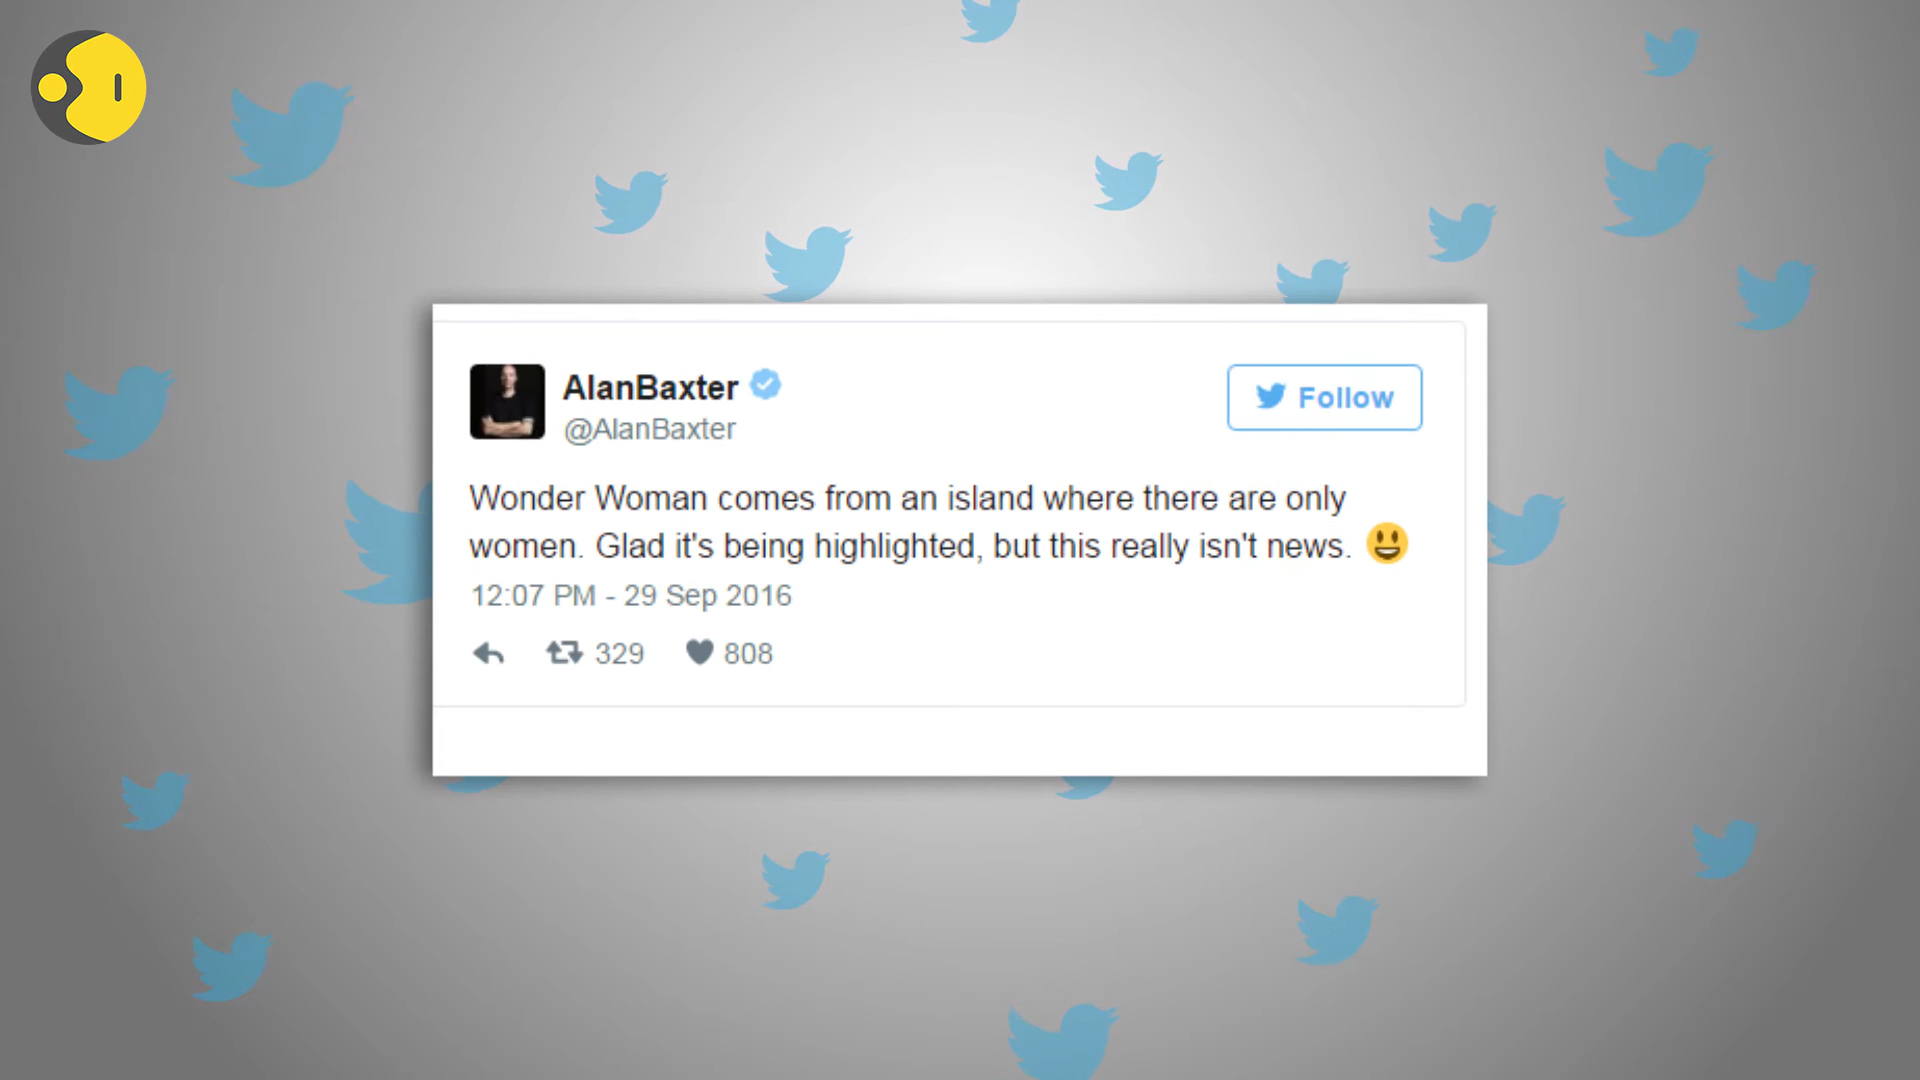 AlanBaxter
@AlanBaxter
Follow
Wonder Woman comes from an island where there are only
women. Glad it's being highlighted, but this really isn't news. 😃
12:07 PM - 29 Sep 2016
329 808